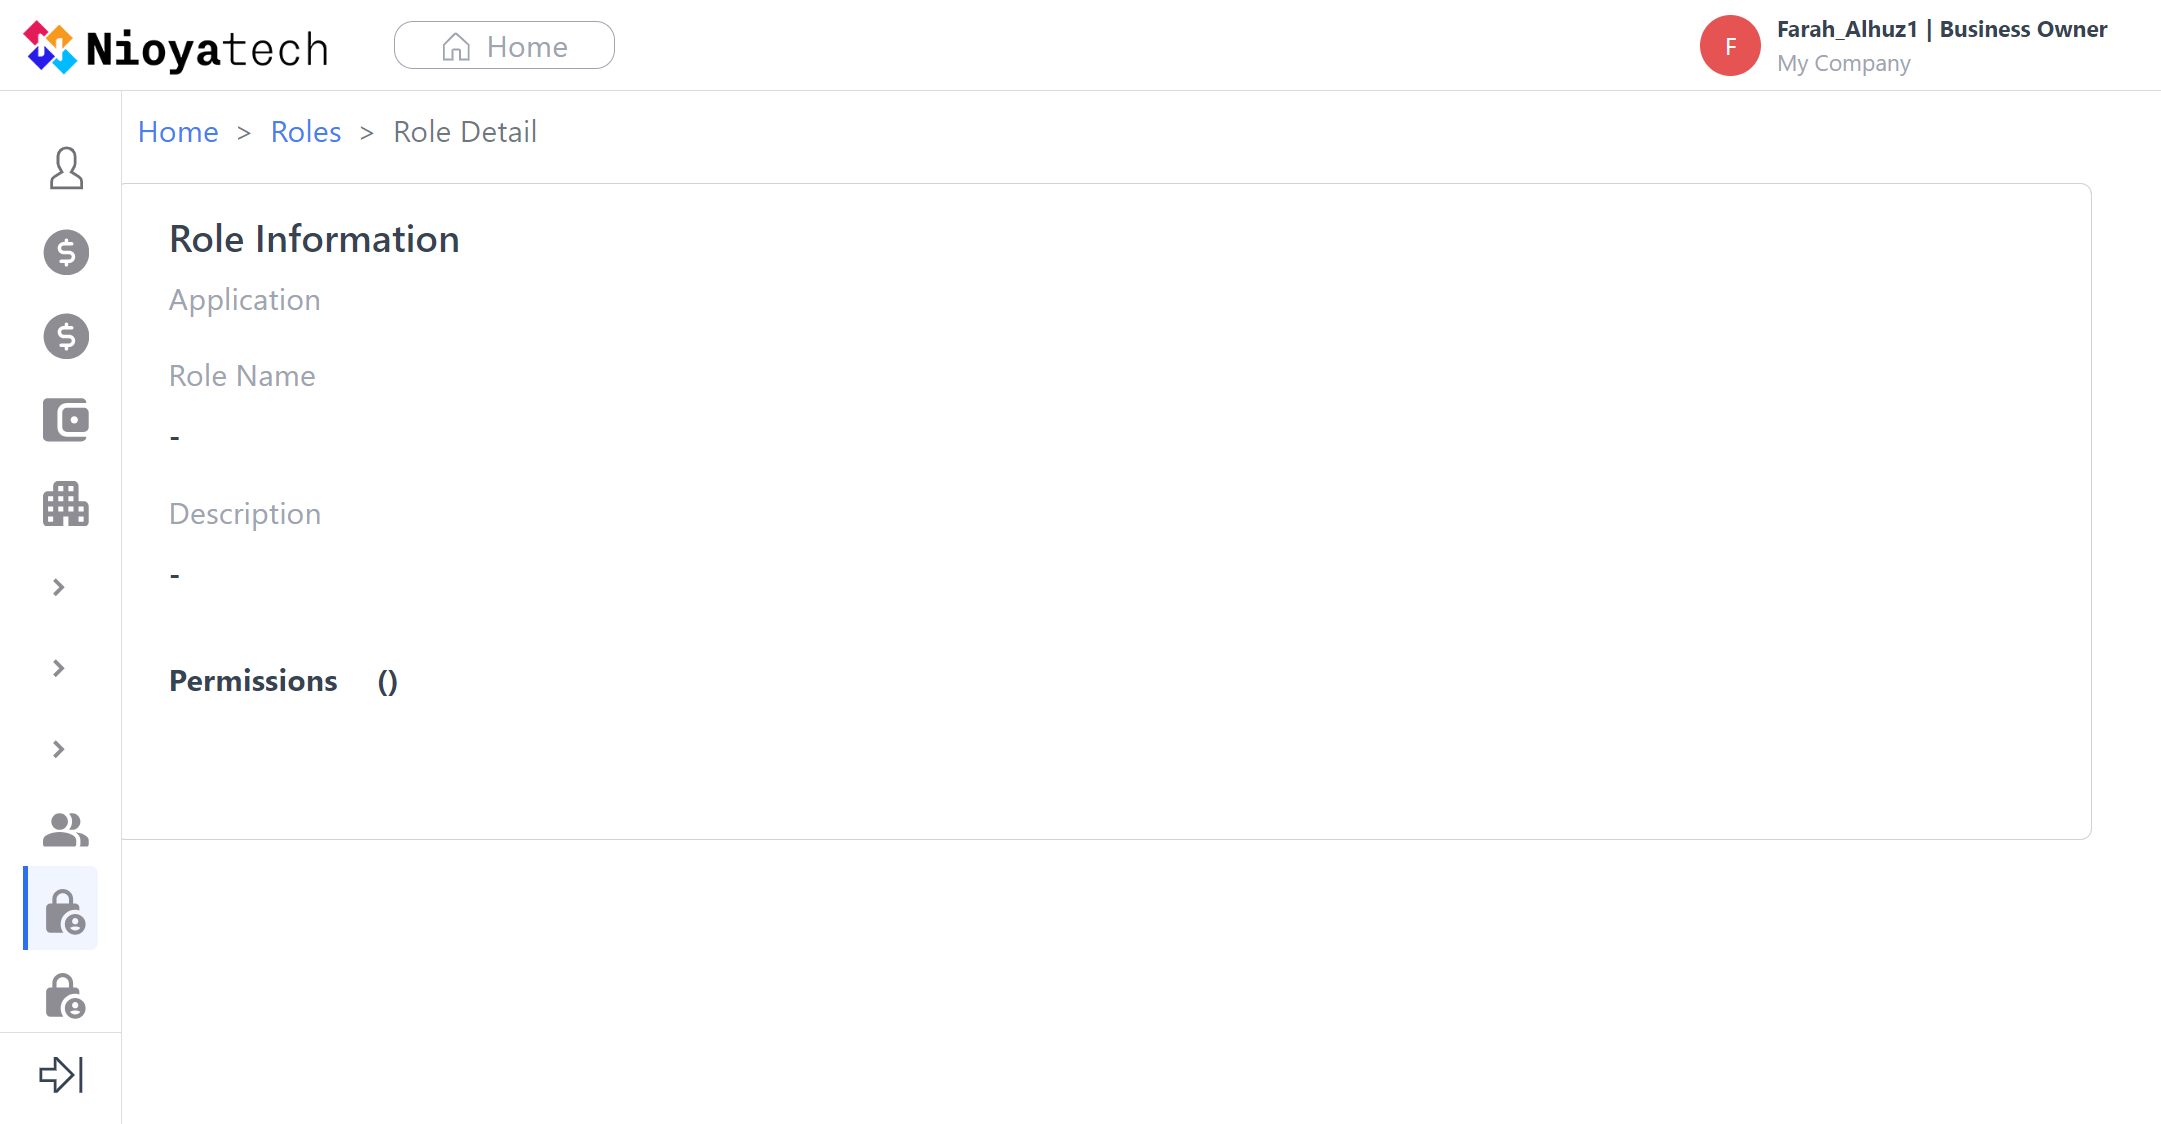 Nioyatech
Home
F
Farah_Alhuz1 | Business Owner
My Company
Home > Roles > Role Detail
Role Information
Application
Role Name
-
Description
-
Permissions ()